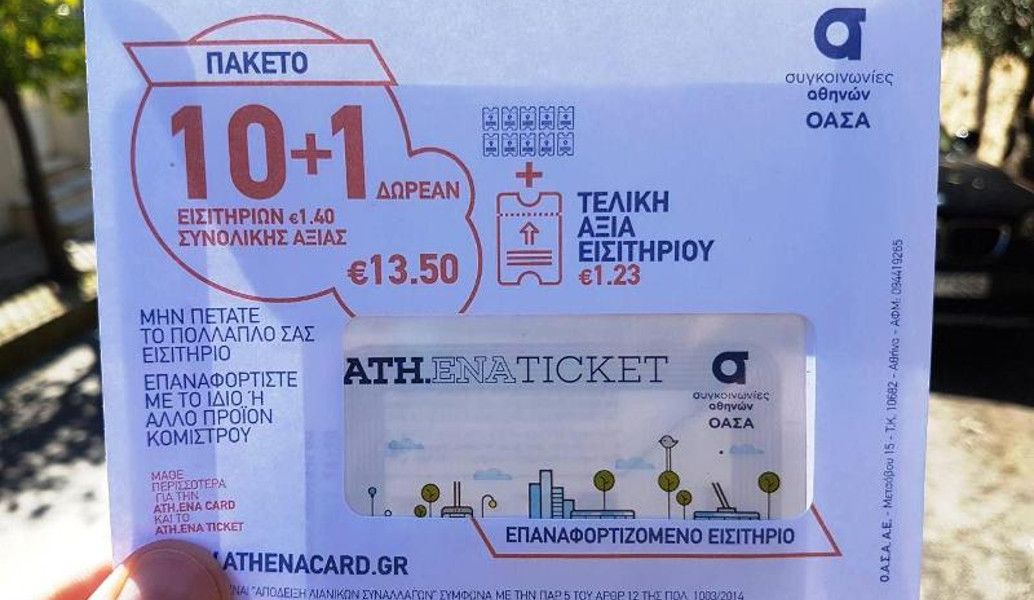 ΠΑΚΕΤΟ
10+1 ΔΩΡΕΑΝ
ΕΙΣΙΤΗΡΙΩΝ €1.40
ΣΥΝΟΛΙΚΗΣ ΑΞΙΑΣ
€13.50
+
ΤΕΛΙΚΗ
ΑΞΙΑ
ΕΙΣΙΤΗΡΙΟΥ
€1.23
συγκοινωνίες
αθηνών
ΟΑΣΑ
ΜΗΝ ΠΕΤΑΤΕ
ΤΟ ΠΟΛΛΑΠΛΟ ΣΑΣ
ΕΙΣΙΤΗΡΙΟ
ΕΠΑΝΑΦΟΡΤΙΣΤΕ
ΜΕ ΤΟ ΙΔΙΟ Ή
ΑΛΛΟ ΠΡΟΪΟΝ
ΚΟΜΙΣΤΡΟΥ
ΜΑΘΕ
ΠΕΡΙΣΣΟΤΕΡΑ
ΓΙΑ ΤΗΝ
ATH.ENA CARD
ΚΑΙ ΤΟ
ATH.ENA TICKET
ATHENACARD.GR
ATH.ENATICKET
συγκοινωνίες
αθηνών
ΟΑΣΑ
ΕΠΑΝΑΦΟΡΤΙΖΟΜΕΝΟ ΕΙΣΙΤΗΡΙΟ
"ΑΠΟΔΕΙΞΗ ΛΙΑΝΙΚΩΝ ΣΥΝΑΛΛΑΓΩΝ" ΣΥΜΦΩΝΑ ΜΕ ΤΗΝ ΠΑΡ 5 ΤΟΥ ΑΡΘΡ 12 ΤΗΣ ΠΟΛ. 1003/2014
Ο.Α.Σ.Α. Α.Ε. - Μετσόβου 15 - Τ.Κ. 10682 - Αθήνα - ΑΦΜ: 094419265